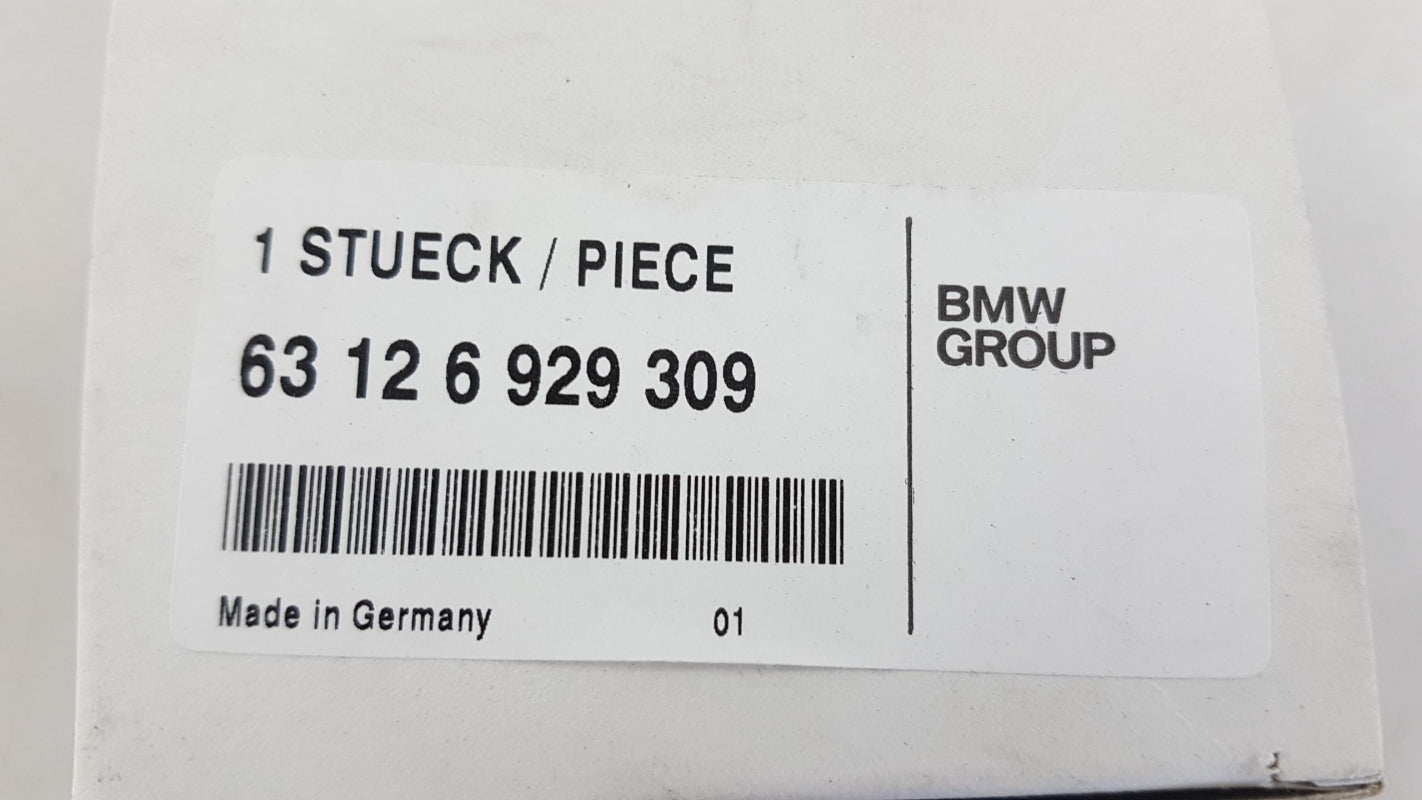 1 STUECK / PIECE
63 12 6 929 309
Made in Germany 01
BMW
GROUP